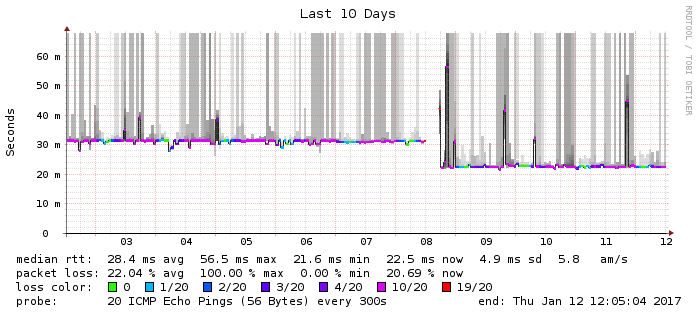 Last 10 Days
RRDTOOL / TOBI OETIKER
Seconds
60 m
50 m
40 m
30 m
20 m
10 m
0
03 04 05 06 07 08 09 10 11 12
median rtt: 28.4 ms avg 56.5 ms max 21.6 ms min 22.5 ms now 4.9 ms sd 5.8 am/s
packet loss: 22.04 % avg 100.00 % max 0.00 % min 20.69 % now
loss color: 0 1/20 2/20 3/20 4/20 10/20 19/20
probe: 20 ICMP Echo Pings (56 Bytes) every 300s end: Thu Jan 12 12:05:04 2017